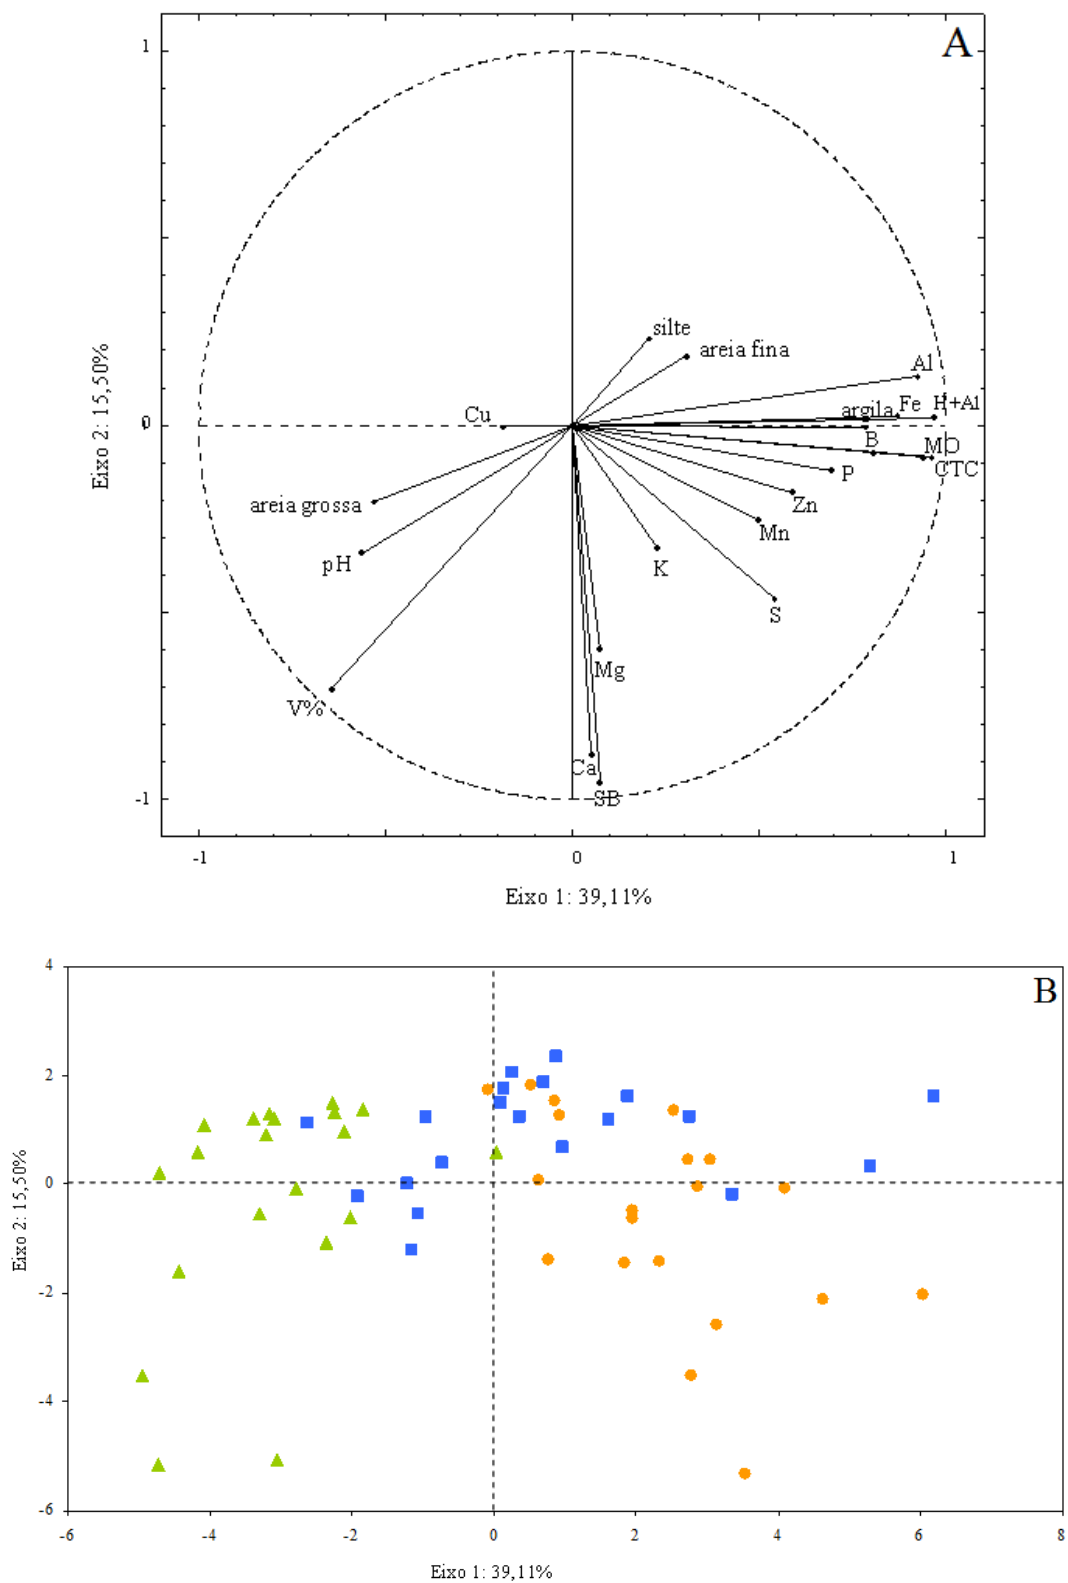 A
1
silte
areia fina
Al
Eixo 2: 15,50%
Cu
argila
Fe
H+Al
0
B
MO
CTC
P
areia grossa
Zn
Mn
pH
K
S
Mg
V%
Ca
SB
-1
-1
0
1
Eixo 1: 39,11%
4
B
2
Eixo 2: 15,50%
0
-2
-4
-6
-6
-4
-2
0
2
4
6
8
Eixo 1: 39,11%